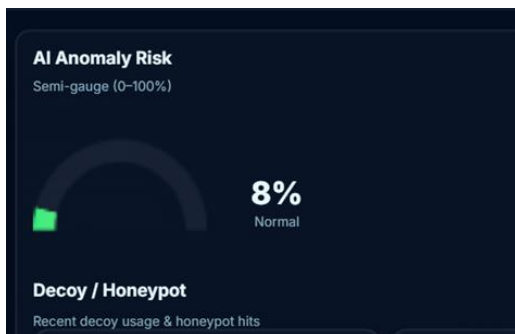 AI Anomaly Risk
Semi-gauge (0–100%)
8%
Normal
Decoy / Honeypot
Recent decoy usage & honeypot hits